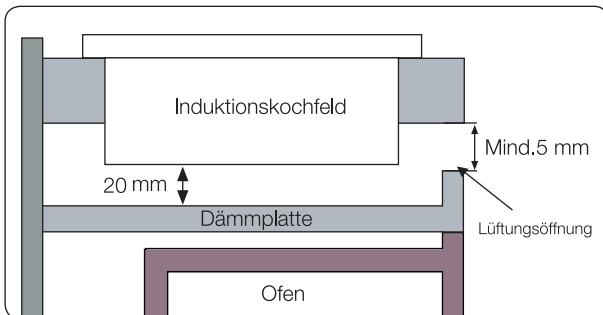 Induktionskochfeld
Mind.5 mm
20 mm
Dämmplatte
Lüftungsöffnung
Ofen